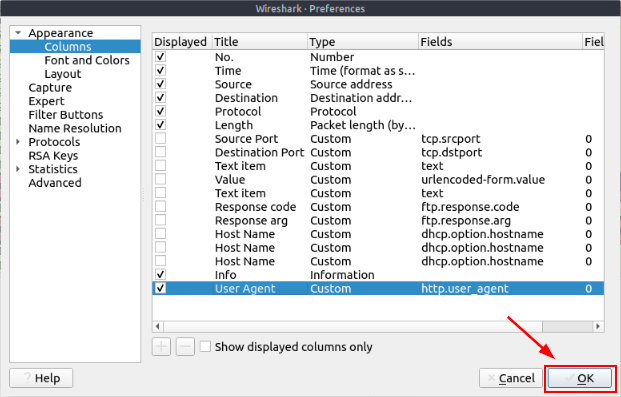 Wireshark · Preferences
Appearance
Columns
Font and Colors
Layout
Capture
Expert
Filter Buttons
Name Resolution
Protocols
RSA Keys
Statistics
Advanced
Displayed Title Type Fields Fiel
No. Number
Time Time (format as s...
Source Source address
Destination Destination addr...
Protocol Protocol
Length Packet length (by...
Source Port Custom tcp.srcport 0
Destination Port Custom tcp.dstport 0
Text item Custom text 0
Value Custom urlencoded-form.value 0
Text item Custom text 0
Response code Custom ftp.response.code 0
Response arg Custom ftp.response.arg 0
Host Name Custom dhcp.option.hostname 0
Host Name Custom dhcp.option.hostname 0
Host Name Custom dhcp.option.hostname 0
Info Information
User Agent Custom http.user_agent 0
Show displayed columns only
Help Cancel OK